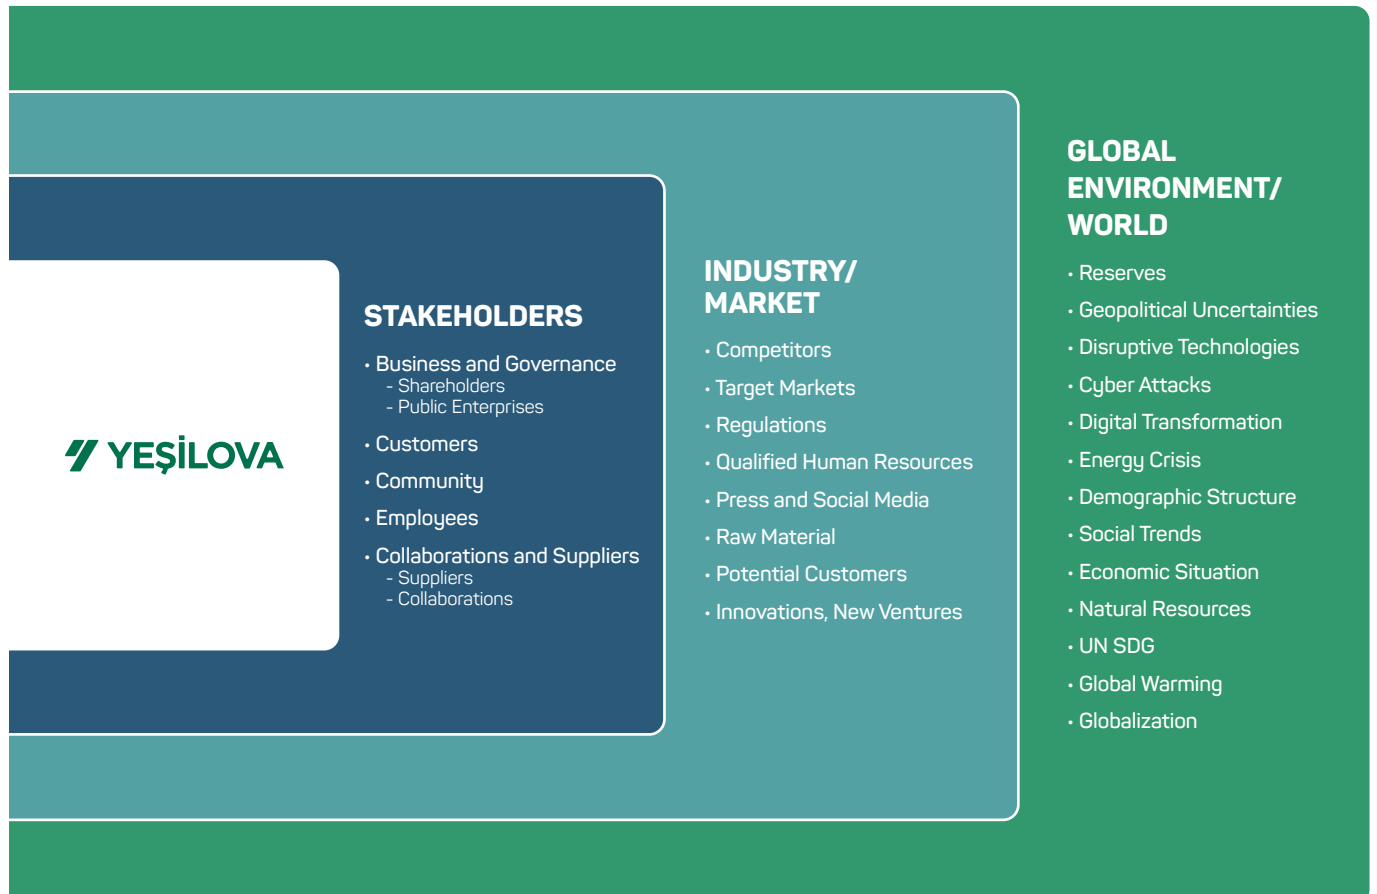 YEŞİLOVA
STAKEHOLDERS
• Business and Governance
- Shareholders
- Public Enterprises
• Customers
• Community
• Employees
• Collaborations and Suppliers
- Suppliers
- Collaborations
INDUSTRY/
MARKET
• Competitors
• Target Markets
• Regulations
• Qualified Human Resources
• Press and Social Media
• Raw Material
• Potential Customers
• Innovations, New Ventures
GLOBAL
ENVIRONMENT/
WORLD
• Reserves
• Geopolitical Uncertainties
• Disruptive Technologies
• Cyber Attacks
• Digital Transformation
• Energy Crisis
• Demographic Structure
• Social Trends
• Economic Situation
• Natural Resources
• UN SDG
• Global Warming
• Globalization